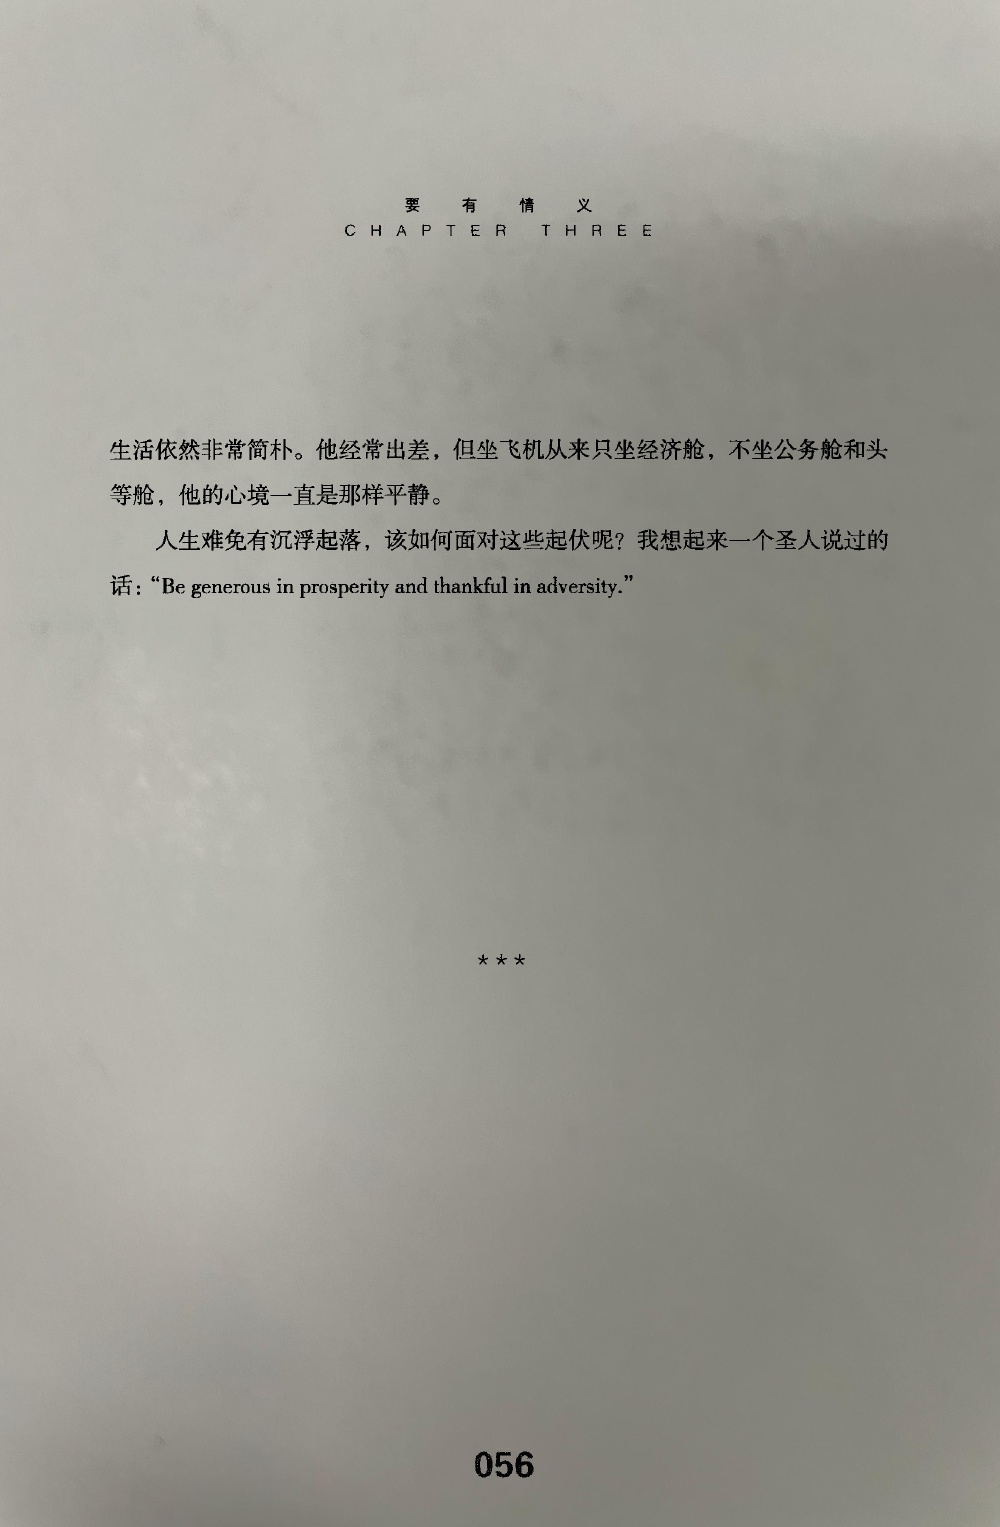 要有情义
CHAPTER THREE
生活依然非常简朴。他经常出差，但坐飞机从来只坐经济舱，不坐公务舱和头
等舱，他的心境一直是那样平静。
人生难免有沉浮起落，该如何面对这些起伏呢？我想起来一个圣人说过的
话：“Be generous in prosperity and thankful in adversity.”
***
056